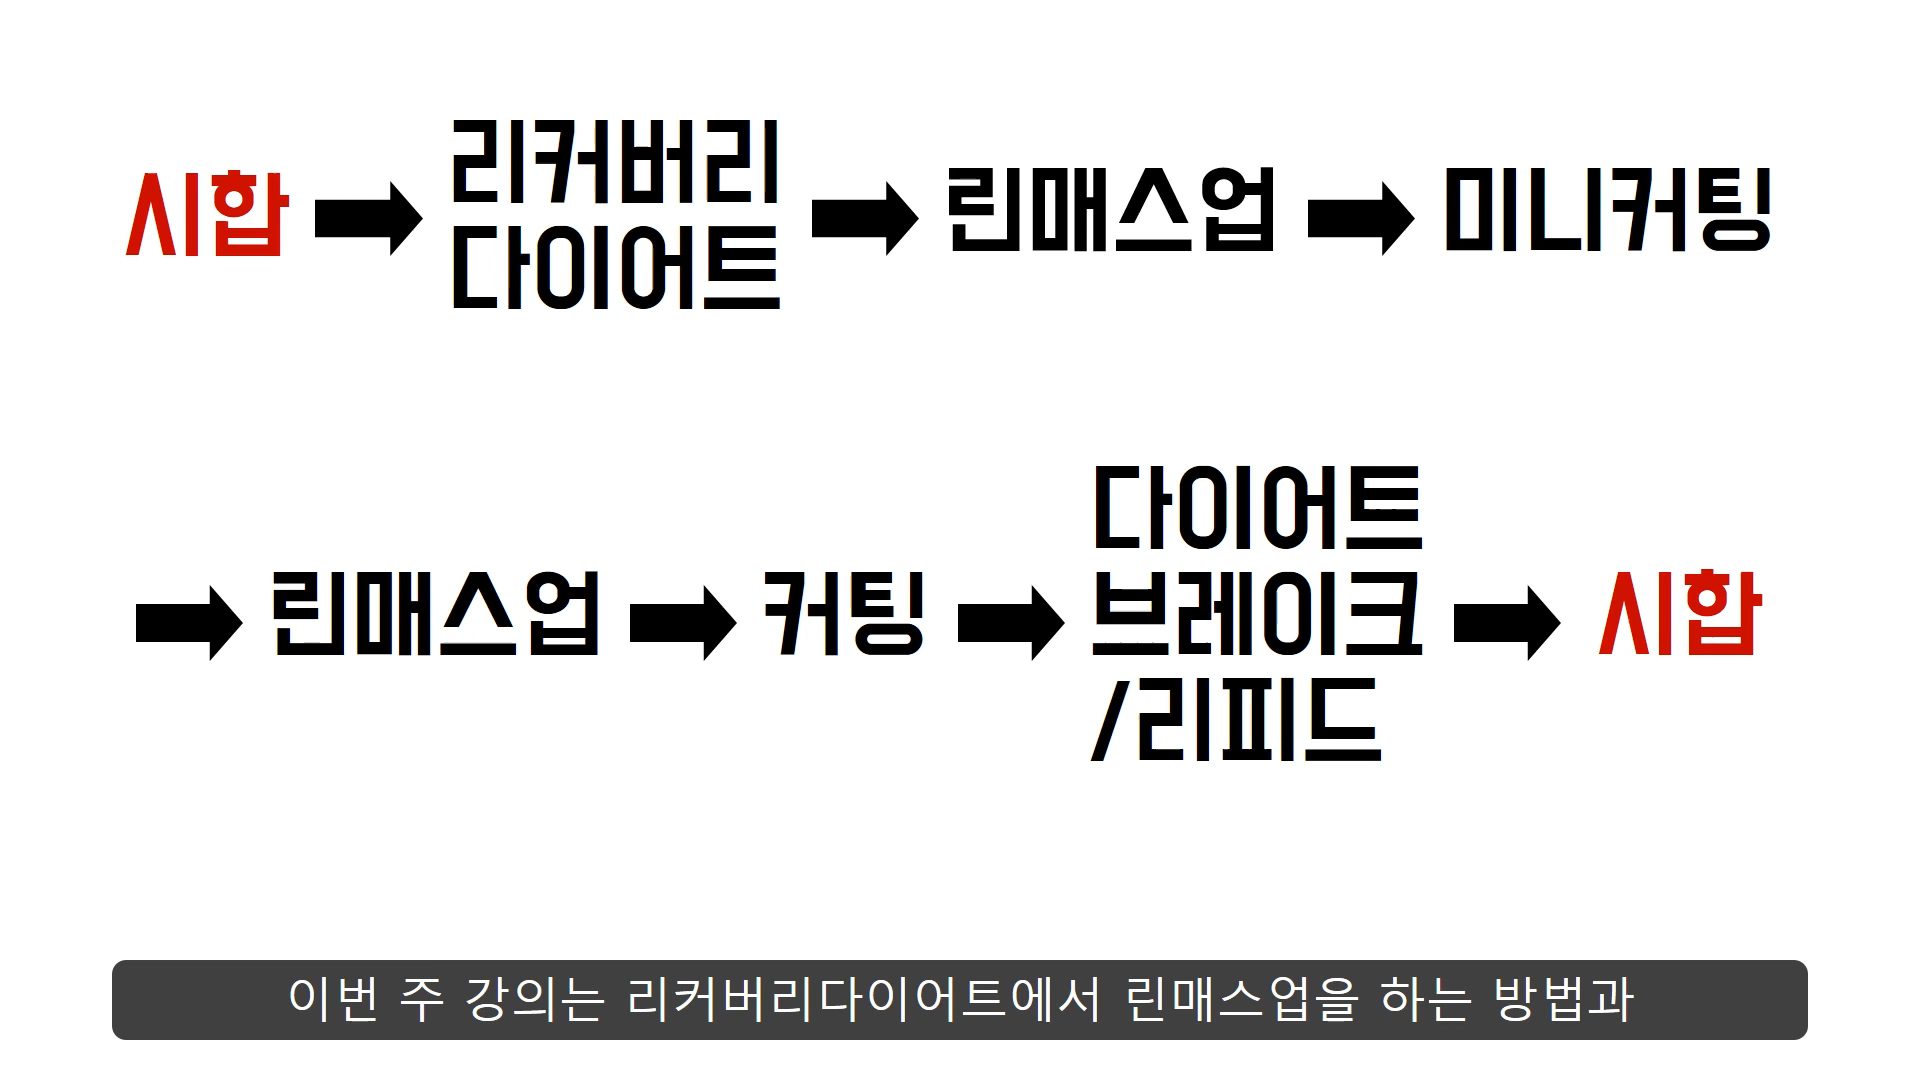 시합 ➡ 리커버리 다이어트 ➡ 린매스업 ➡ 미니커팅
➡ 린매스업 ➡ 커팅 ➡ 다이어트 브레이크 /리피드 ➡ 시합
이번 주 강의는 리커버리다이어트에서 린매스업을 하는 방법과